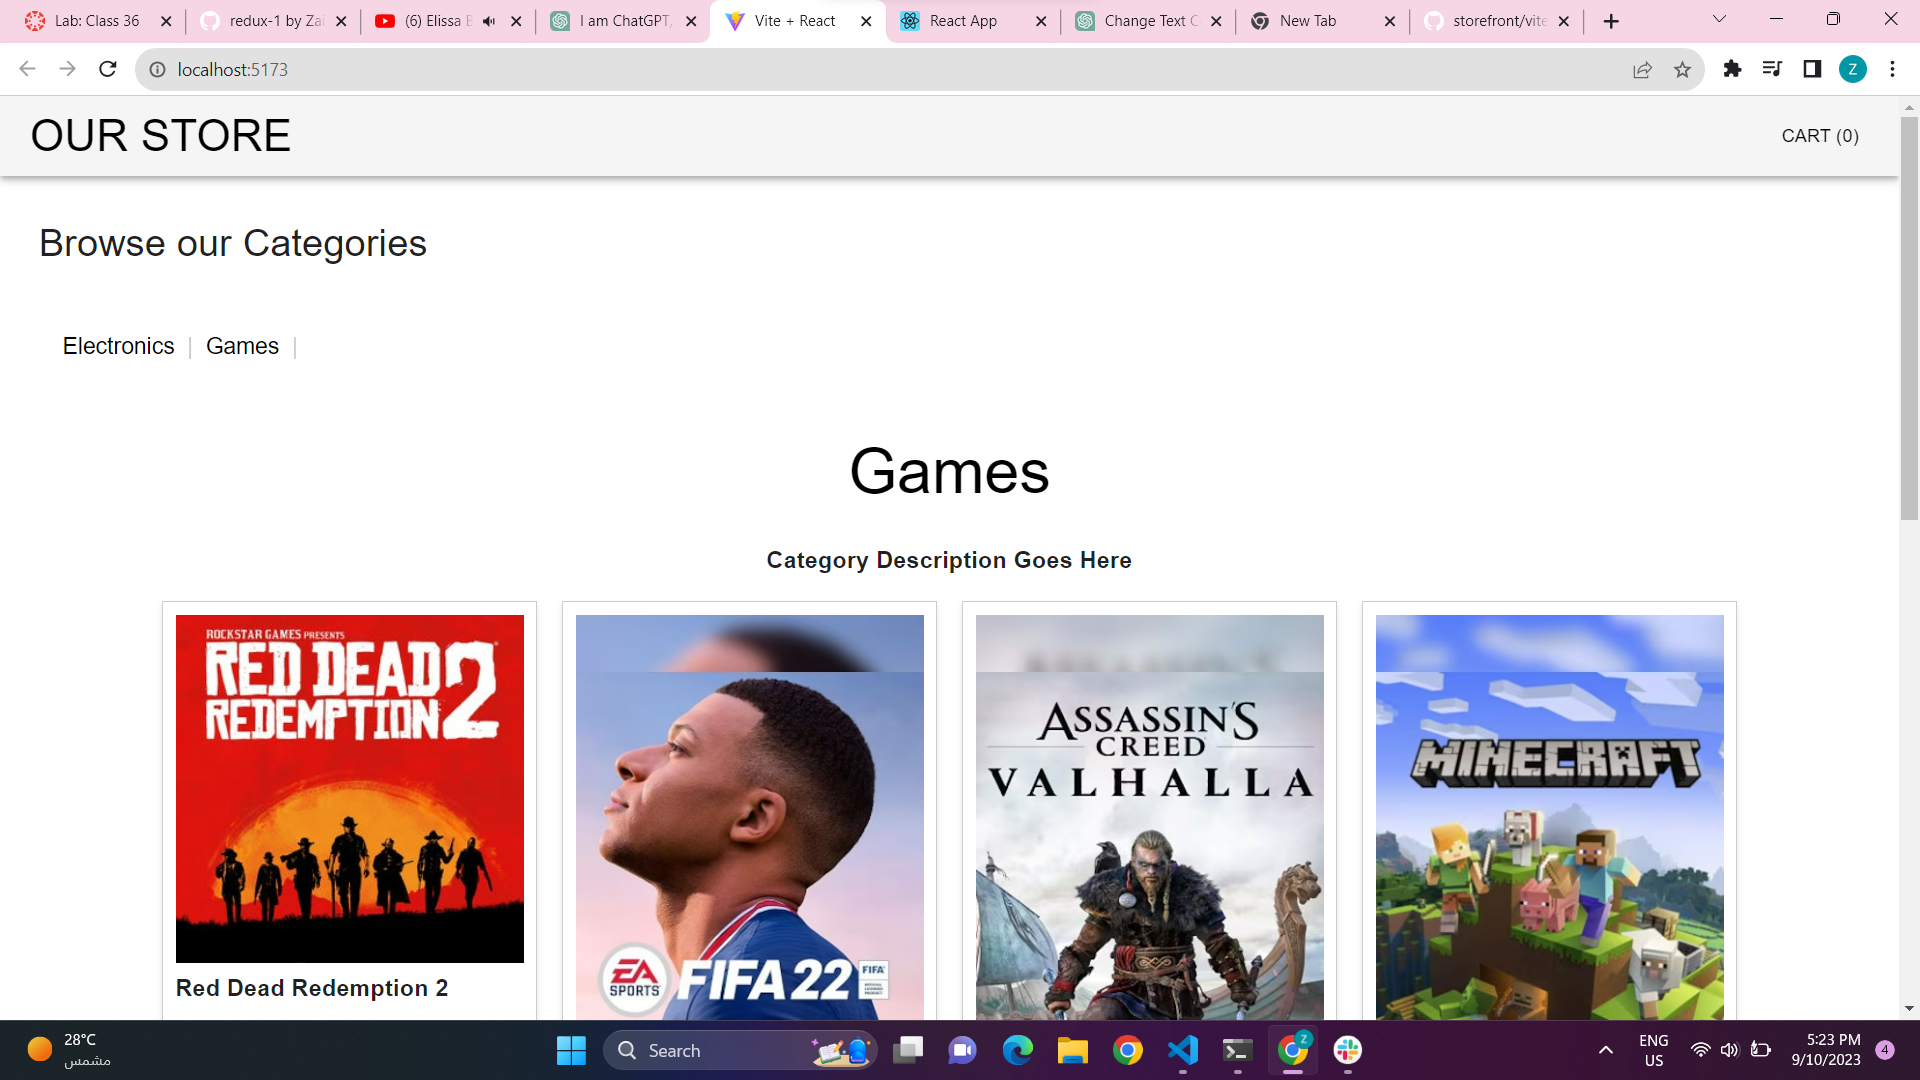 Lab: Class 36
redux-1 by Zai
(6) Elissa B
I am ChatGPT,
Vite + React
React App
Change Text C
New Tab
storefront/vite
localhost:5173
Z
OUR STORE
CART (0)
Browse our Categories
Electronics | Games |
Games
Category Description Goes Here
ROCKSTAR GAMES PRESENTS
RED DEAD
REDEMPTION 2
Red Dead Redemption 2
EA
SPORTS
FIFA 22
FIFA
ASSASSIN'S
CREED
VALHALLA
MINECRAFT
28°C
مشمس
Search
Z
ENG
US
5:23 PM
9/10/2023
4